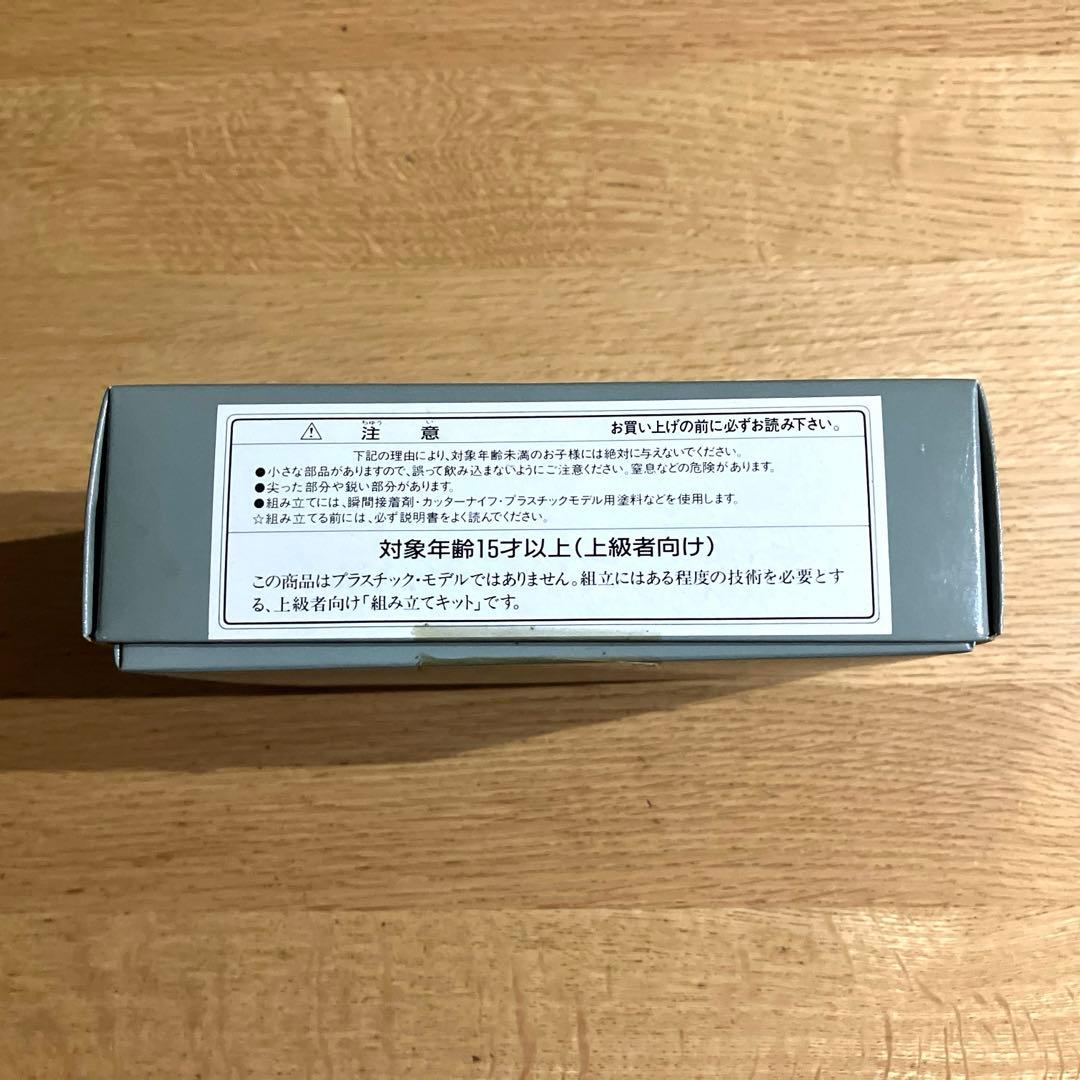 ⚠ 注意 お買い上げの前に必ずお読み下さい。
下記の理由により、対象年齢未満のお子様には絶対に与えないでください。
●小さな部品がありますので、誤って飲み込まないようにご注意ください。窒息などの危険があります。
●尖った部分や鋭い部分があります。
●組み立てには、瞬間接着剤・カッターナイフ・プラスチックモデル用塗料などを使用します。
☆組み立てる前には、必ず説明書をよく読んでください。
対象年齢15才以上(上級者向け)
この商品はプラスチック・モデルではありません。組立にはある程度の技術を必要とす
る、上級者向け「組み立てキット」です。